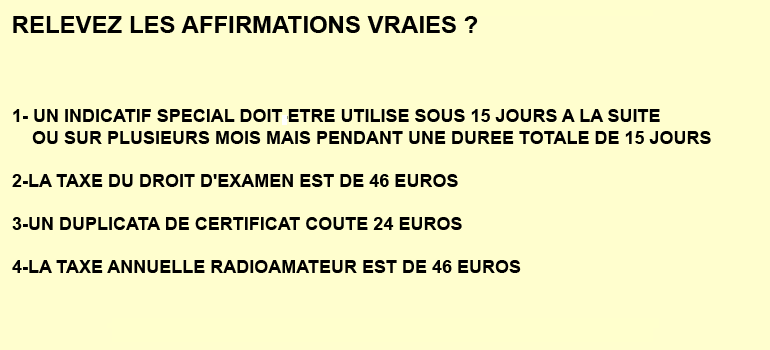 RELEVEZ LES AFFIRMATIONS VRAIES ?
1- UN INDICATIF SPECIAL DOIT ETRE UTILISE SOUS 15 JOURS A LA SUITE
OU SUR PLUSIEURS MOIS MAIS PENDANT UNE DUREE TOTALE DE 15 JOURS
2-LA TAXE DU DROIT D'EXAMEN EST DE 46 EUROS
3-UN DUPLICATA DE CERTIFICAT COUTE 24 EUROS
4-LA TAXE ANNUELLE RADIOAMATEUR EST DE 46 EUROS